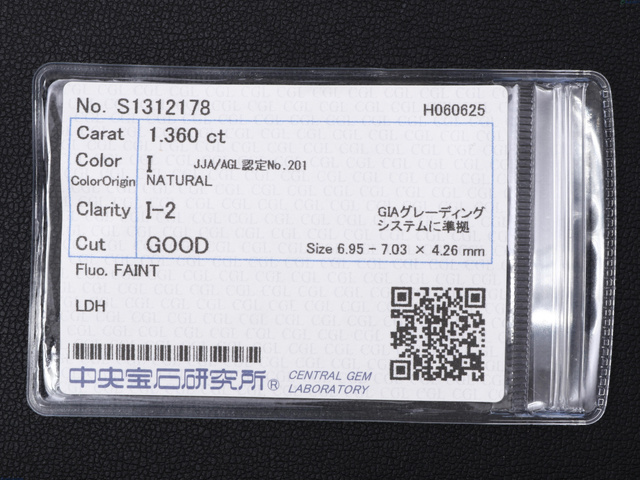 No. S1312178
H060625
Carat 1.360 ct
Color I JJA/AGL認定No.201
ColorOrigin NATURAL
Clarity I-2
GIAグレーディング
システムに準拠
Cut GOOD Size 6.95 - 7.03 × 4.26 mm
Fluo. FAINT
LDH
中央宝石研究所® CENTRAL GEM
LABORATORY